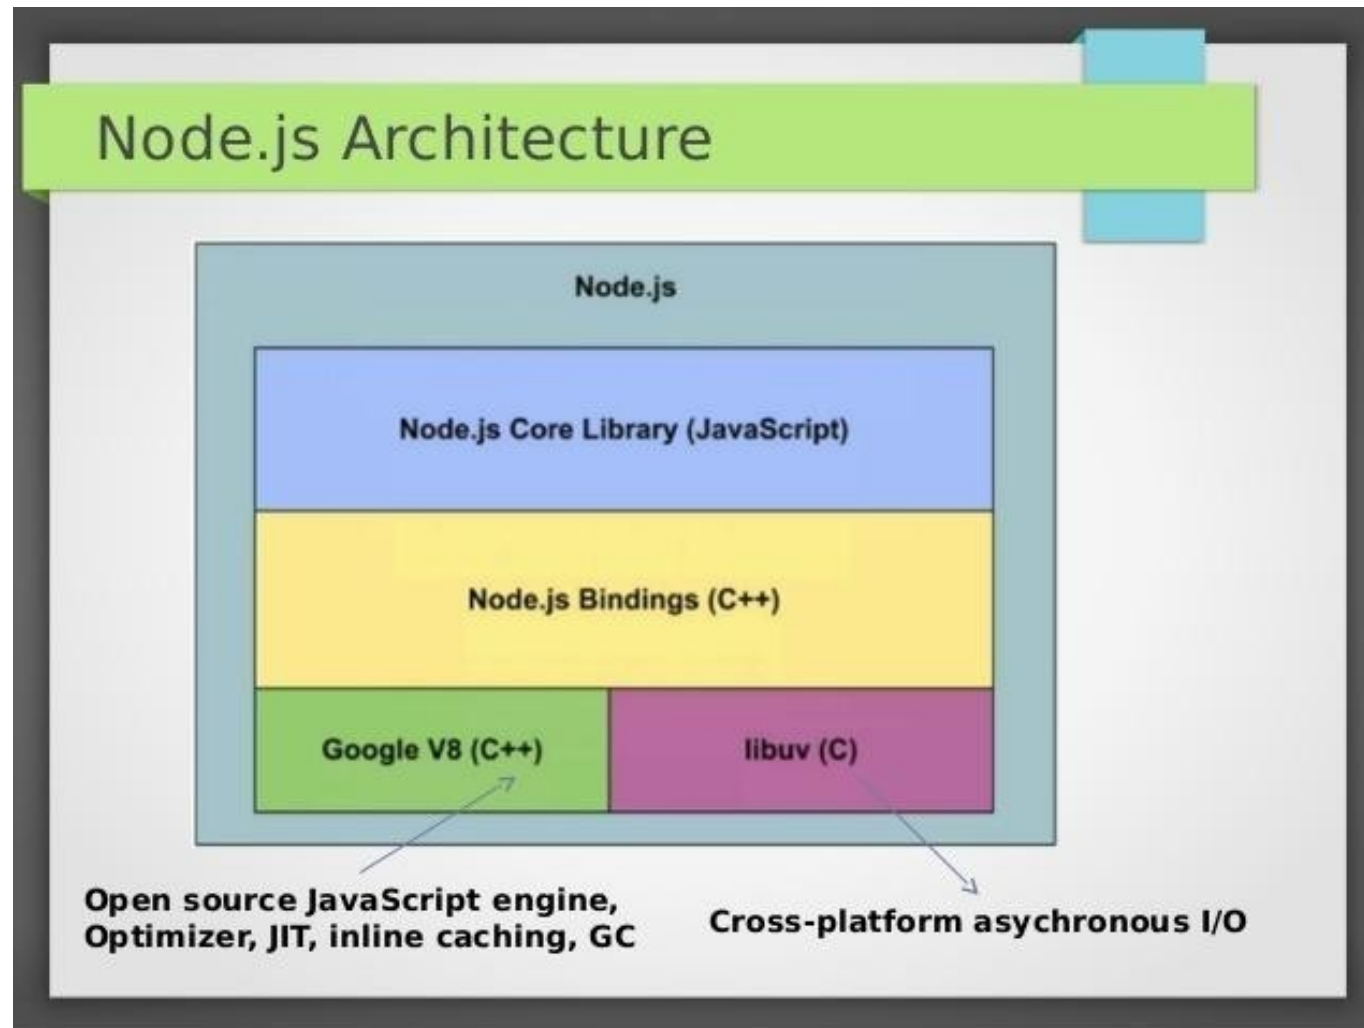 Node.js Architecture
Node.js
Node.js Core Library (JavaScript)
Node.js Bindings (C++)
Google V8 (C++)
libuv (C)
Open source JavaScript engine,
Optimizer, JIT, inline caching, GC
Cross-platform asychronous I/O